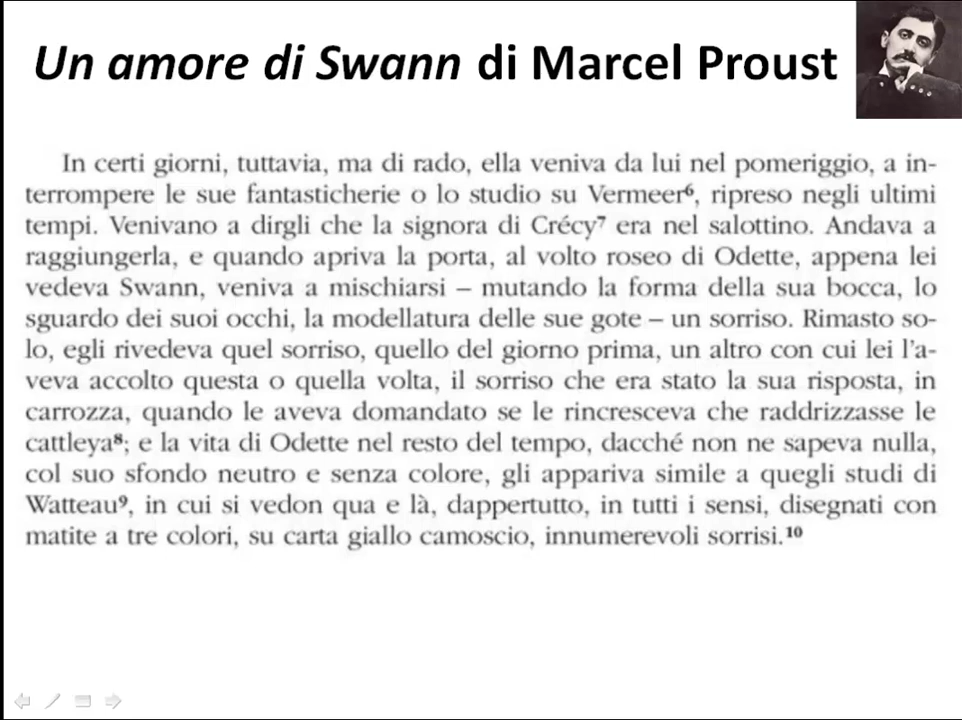 Un amore di Swann di Marcel Proust
In certi giorni, tuttavia, ma di rado, ella veniva da lui nel pomeriggio, a in-
terrompere le sue fantasticherie o lo studio su Vermeer⁶, ripreso negli ultimi
tempi. Venivano a dirgli che la signora di Crécy⁷ era nel salottino. Andava a
raggiungerla, e quando apriva la porta, al volto roseo di Odette, appena lei
vedeva Swann, veniva a mischiarsi – mutando la forma della sua bocca, lo
sguardo dei suoi occhi, la modellatura delle sue gote – un sorriso. Rimasto so-
lo, egli rivedeva quel sorriso, quello del giorno prima, un altro con cui lei l'a-
veva accolto questa o quella volta, il sorriso che era stato la sua risposta, in
carrozza, quando le aveva domandato se le rincresceva che raddrizzasse le
cattleya⁸; e la vita di Odette nel resto del tempo, dacché non ne sapeva nulla,
col suo sfondo neutro e senza colore, gli appariva simile a quegli studi di
Watteau⁹, in cui si vedon qua e là, dappertutto, in tutti i sensi, disegnati con
matite a tre colori, su carta giallo camoscio, innumerevoli sorrisi.¹⁰